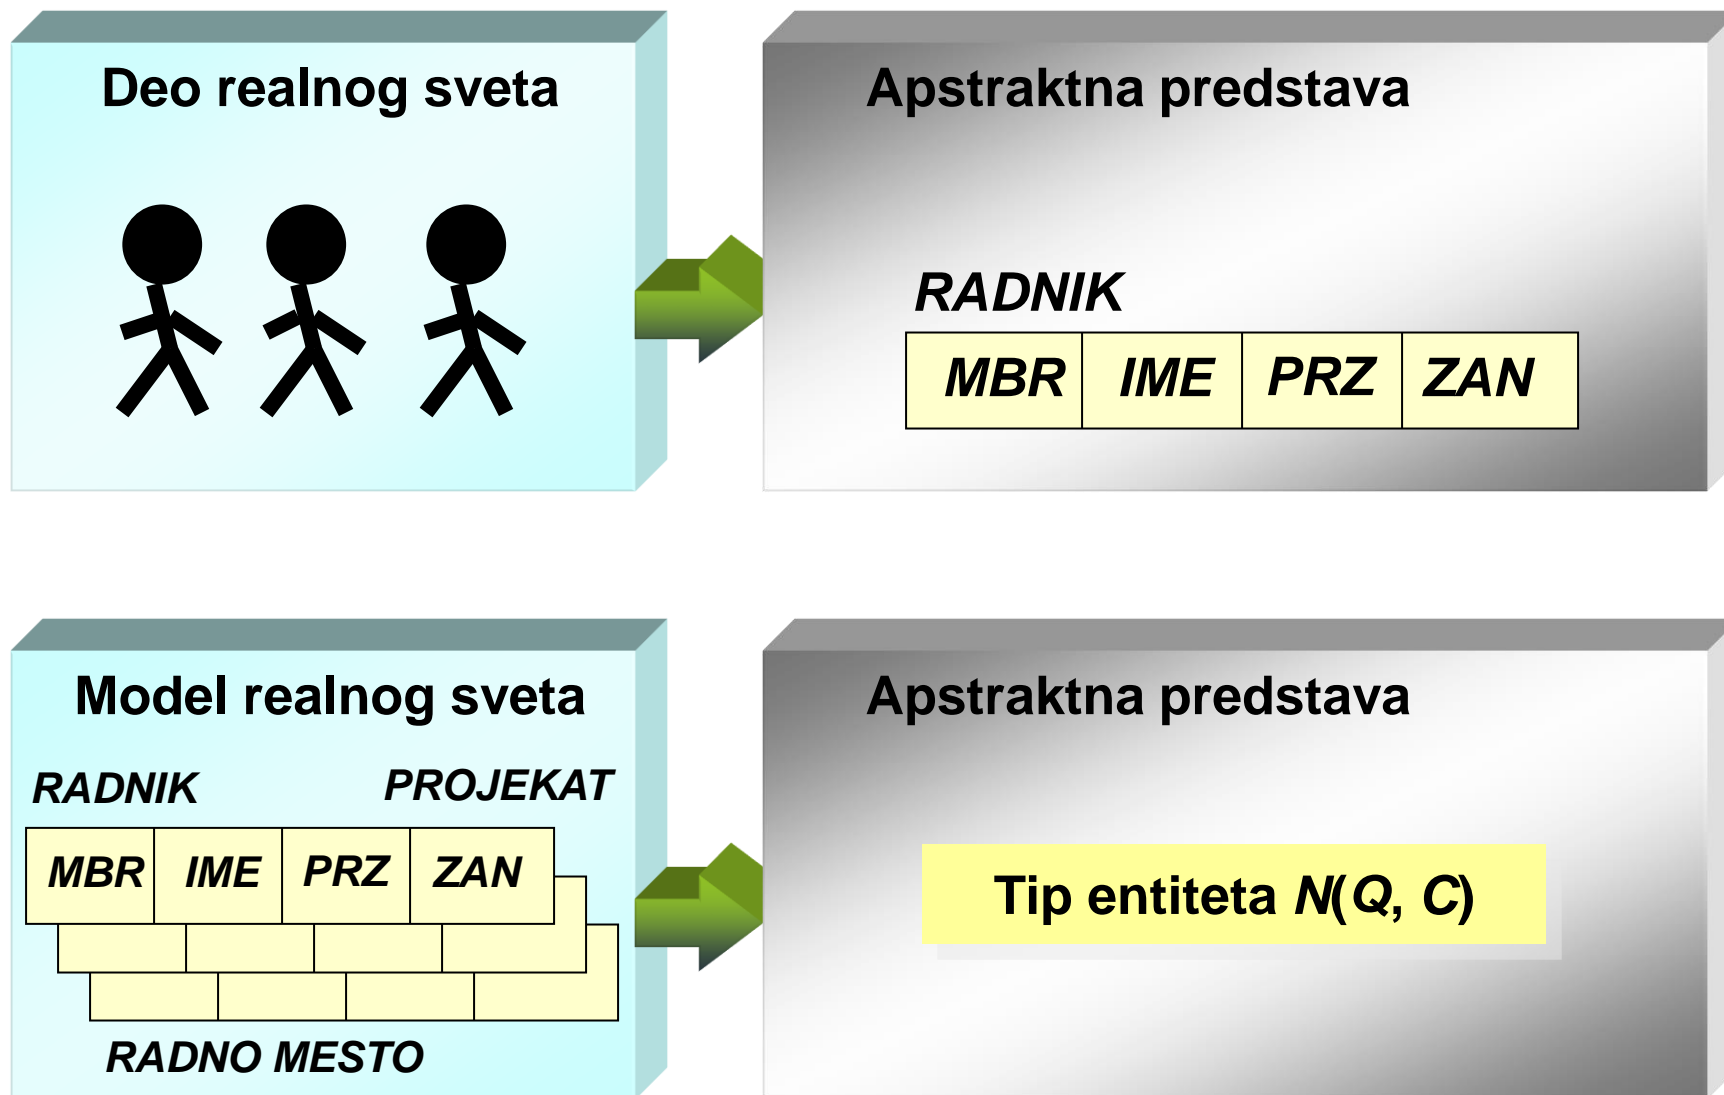 Deo realnog sveta
Apstraktna predstava
RADNIK
MBR IME PRZ ZAN
Model realnog sveta
RADNIK PROJEKAT
MBR IME PRZ ZAN
RADNO MESTO
Apstraktna predstava
Tip entiteta N(Q, C)